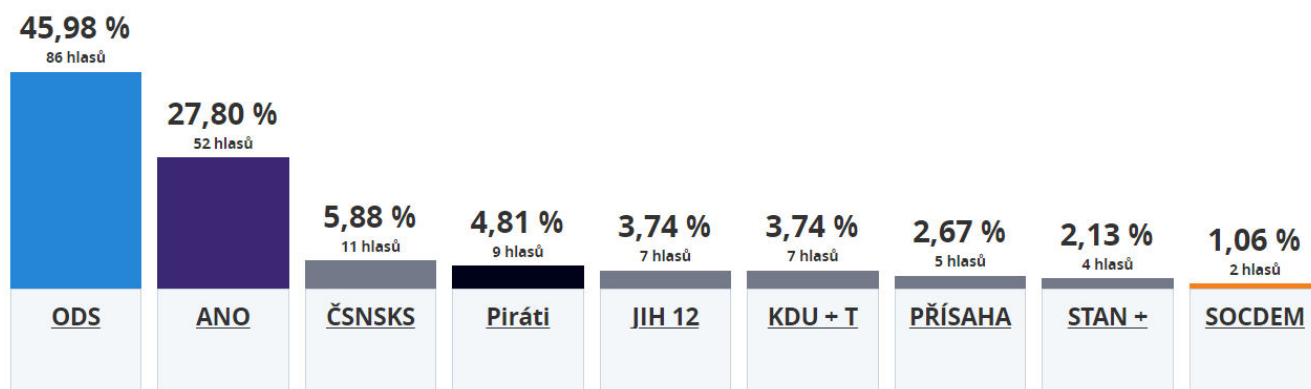 45,98 %
86 hlasů
ODS
27,80 %
52 hlasů
ANO
5,88 %
11 hlasů
ČSNSKS
4,81 %
9 hlasů
Piráti
3,74 %
7 hlasů
JIH 12
3,74 %
7 hlasů
KDU + T
2,67 %
5 hlasů
PŘÍSAHA
2,13 %
4 hlasů
STAN +
1,06 %
2 hlasů
SOCDEM